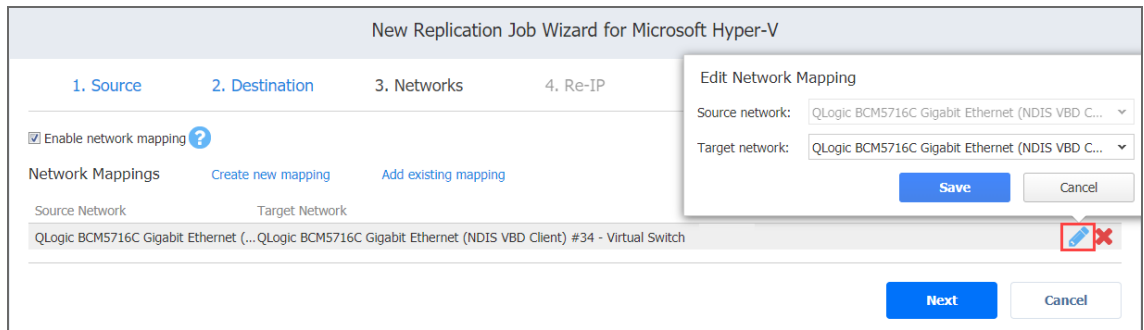 New Replication Job Wizard for Microsoft Hyper-V
1. Source
2. Destination
3. Networks
4. Re-IP
Enable network mapping ?
Network Mappings
Create new mapping
Add existing mapping
Source Network
Target Network
QLogic BCM5716C Gigabit Ethernet (...
QLogic BCM5716C Gigabit Ethernet (NDIS VBD Client) #34 - Virtual Switch
Edit Network Mapping
Source network:
QLogic BCM5716C Gigabit Ethernet (NDIS VBD C...
Target network:
QLogic BCM5716C Gigabit Ethernet (NDIS VBD C...
Save
Cancel
Next
Cancel